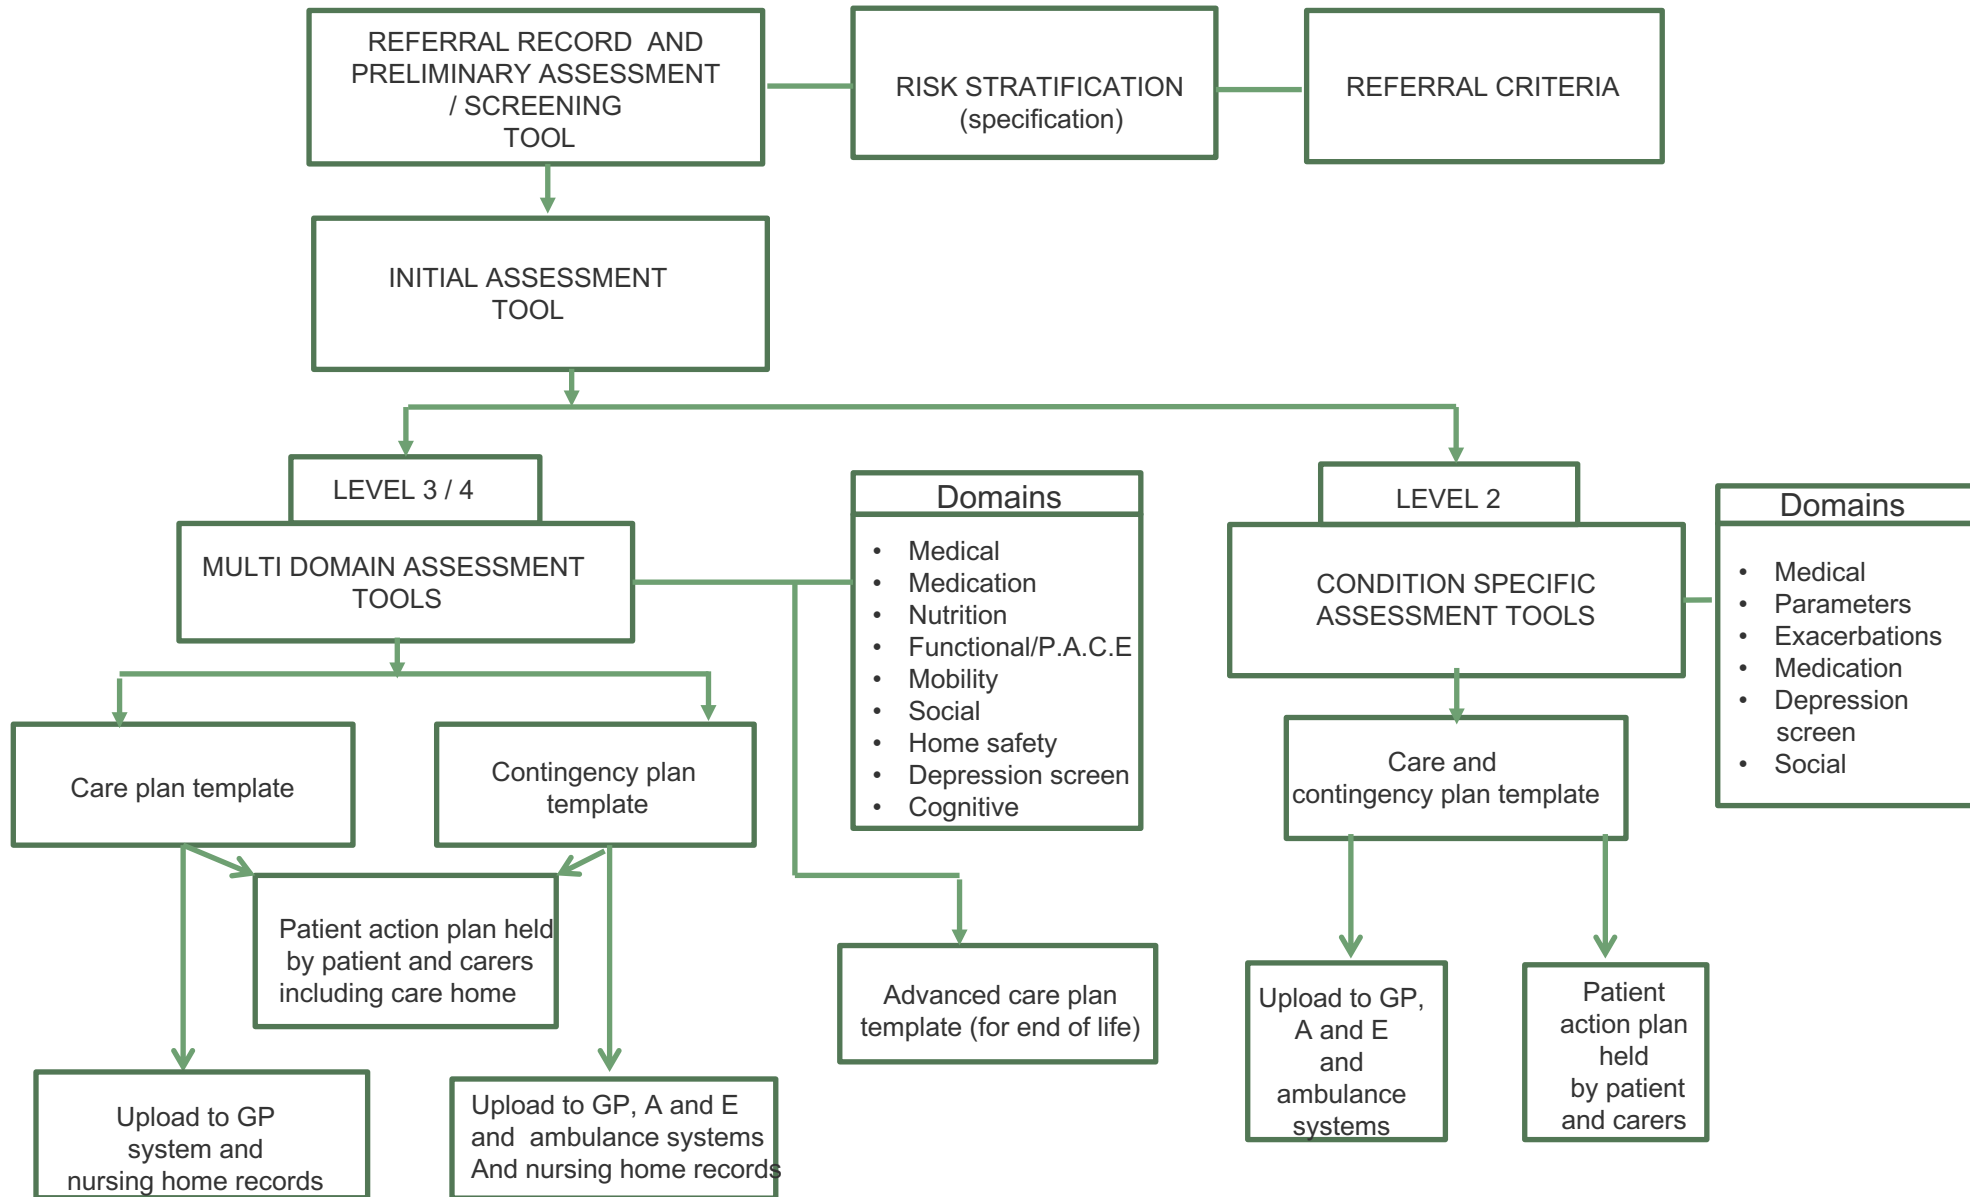 REFERRAL RECORD AND
PRELIMINARY ASSESSMENT
/ SCREENING
TOOL
RISK STRATIFICATION
(specification)
REFERRAL CRITERIA
INITIAL ASSESSMENT
TOOL
LEVEL 3 / 4
MULTI DOMAIN ASSESSMENT
TOOLS
Domains
• Medical
• Medication
• Nutrition
• Functional/P.A.C.E
• Mobility
• Social
• Home safety
• Depression screen
• Cognitive
LEVEL 2
CONDITION SPECIFIC
ASSESSMENT TOOLS
Domains
• Medical
• Parameters
• Exacerbations
• Medication
• Depression
screen
• Social
Care plan template
Contingency plan
template
Care and
contingency plan template
Patient action plan held
by patient and carers
including care home
Advanced care plan
template (for end of life)
Upload to GP,
A and E
and
ambulance
systems
Patient
action plan
held
by patient
and carers
Upload to GP
system and
nursing home records
Upload to GP, A and E
and ambulance systems
And nursing home records